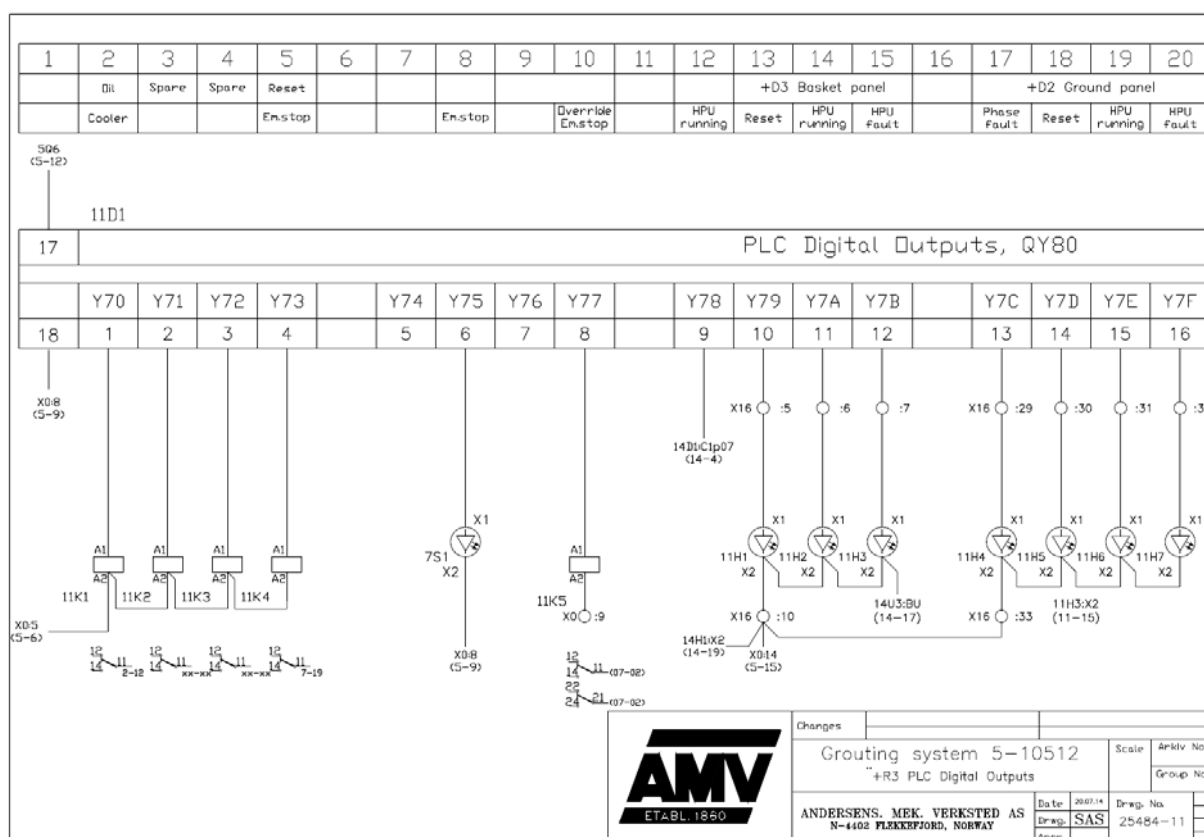 1 2 3 4 5 6 7 8 9 10 11 12 13 14 15 16 17 18 19 20
Oil Spare Spare Reset +D3 Basket panel +D2 Ground panel
Cooler Em.stop Em.stop Override Em.stop HPU running Reset HPU running HPU fault Phase fault Reset HPU running HPU fault
5Q6
(5-12)
11D1
17 PLC Digital Outputs, QY80
Y70 Y71 Y72 Y73 Y74 Y75 Y76 Y77 Y78 Y79 Y7A Y7B Y7C Y7D Y7E Y7F
18 1 2 3 4 5 6 7 8 9 10 11 12 13 14 15 16
X0:8
(5-9)
X16 :5 :6 :7 X16 :29 :30 :31 :3
14D1:C1p07
(14-4)
X1 X1 X1 X1 X1 X1 X1 X1
A1 A1 A1 A1 7S1 A1 11H1 11H2 11H3 11H4 11H5 11H6 11H7
A2 A2 A2 A2 X2 A2 X2 X2 X2 X2 X2 X2 X2
11K1 11K2 11K3 11K4 11K5
X0 :9
14U3:BU
(14-17)
11H3:X2
(11-15)
X0:5
(5-6)
X16 :10 X16 :33
14H1:X2
(14-19)
X0:14
(5-15)
X0:8
(5-9)
12 12 12 12 12
14 11 2-12 14 11 xx-xx 14 11 xx-xx 14 11 7-19 14 11 (07-02)
22
24 21 (07-02)
AMV
ETABL. 1860
Changes
Grouting system 5-10512
+R3 PLC Digital Outputs
Scale
Arkiv No
Group No
ANDERSENS. MEK. VERKSTED AS
N-4402 FLEKKEFJORD, NORWAY
Date 20.07.14
Drwg. SAS
Drwg. No.
25484-11